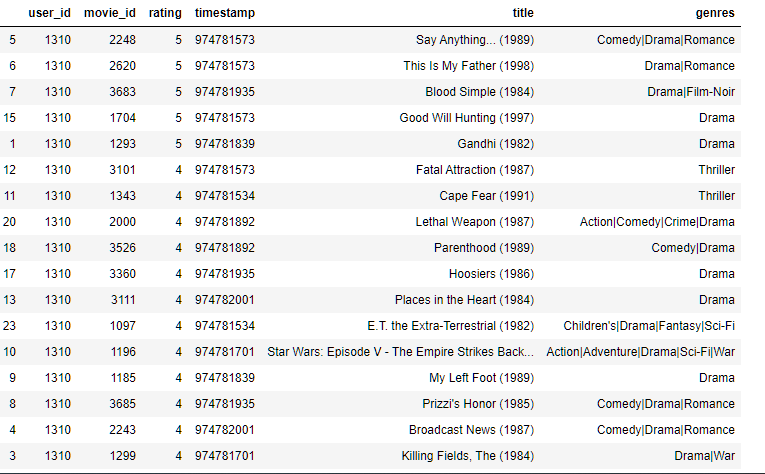 user_id movie_id rating timestamp title genres
5 1310 2248 5 974781573 Say Anything... (1989) Comedy|Drama|Romance
6 1310 2620 5 974781573 This Is My Father (1998) Drama|Romance
7 1310 3683 5 974781935 Blood Simple (1984) Drama|Film-Noir
15 1310 1704 5 974781573 Good Will Hunting (1997) Drama
1 1310 1293 5 974781839 Gandhi (1982) Drama
12 1310 3101 4 974781573 Fatal Attraction (1987) Thriller
11 1310 1343 4 974781534 Cape Fear (1991) Thriller
20 1310 2000 4 974781892 Lethal Weapon (1987) Action|Comedy|Crime|Drama
18 1310 3526 4 974781892 Parenthood (1989) Comedy|Drama
17 1310 3360 4 974781935 Hoosiers (1986) Drama
13 1310 3111 4 974782001 Places in the Heart (1984) Drama
23 1310 1097 4 974781534 E.T. the Extra-Terrestrial (1982) Children's|Drama|Fantasy|Sci-Fi
10 1310 1196 4 974781701 Star Wars: Episode V - The Empire Strikes Back... Action|Adventure|Drama|Sci-Fi|War
9 1310 1185 4 974781839 My Left Foot (1989) Drama
8 1310 3685 4 974781935 Prizzi's Honor (1985) Comedy|Drama|Romance
4 1310 2243 4 974782001 Broadcast News (1987) Comedy|Drama|Romance
3 1310 1299 4 974781701 Killing Fields, The (1984) Drama|War